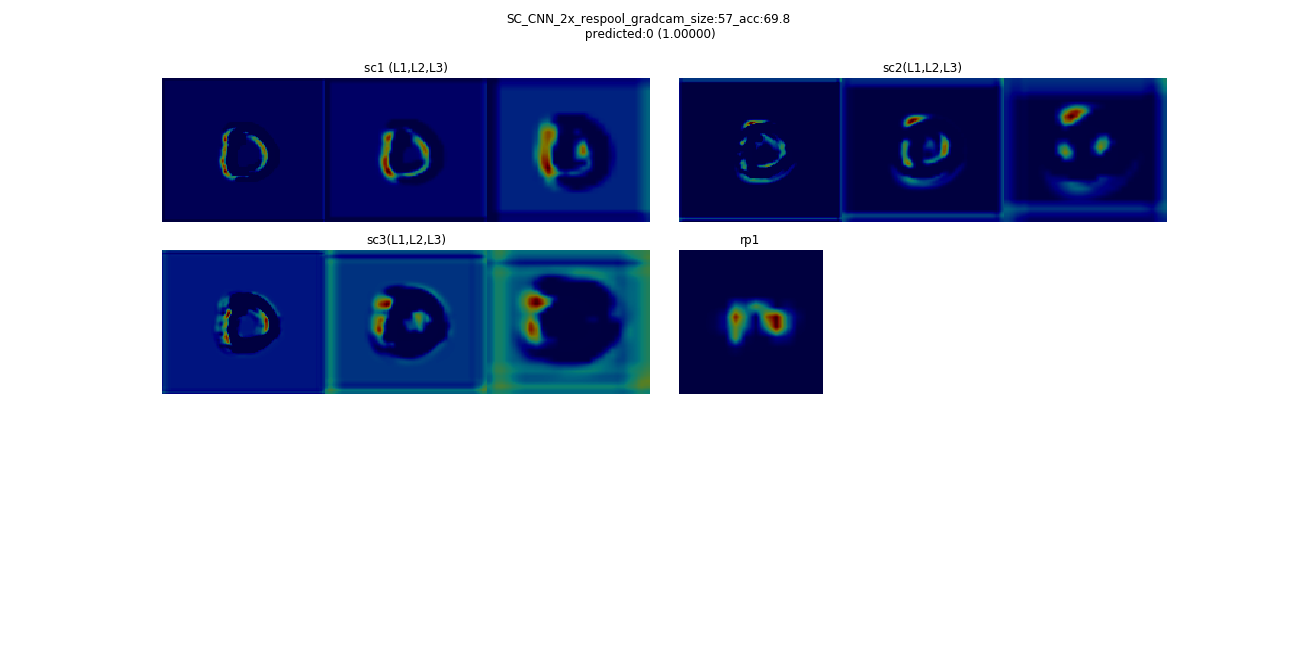 SC_CNN_2x_respool_gradcam_size:57_acc:69.8
predicted:0 (1.00000)
sc1 (L1,L2,L3)
sc2(L1,L2,L3)
sc3(L1,L2,L3)
rp1